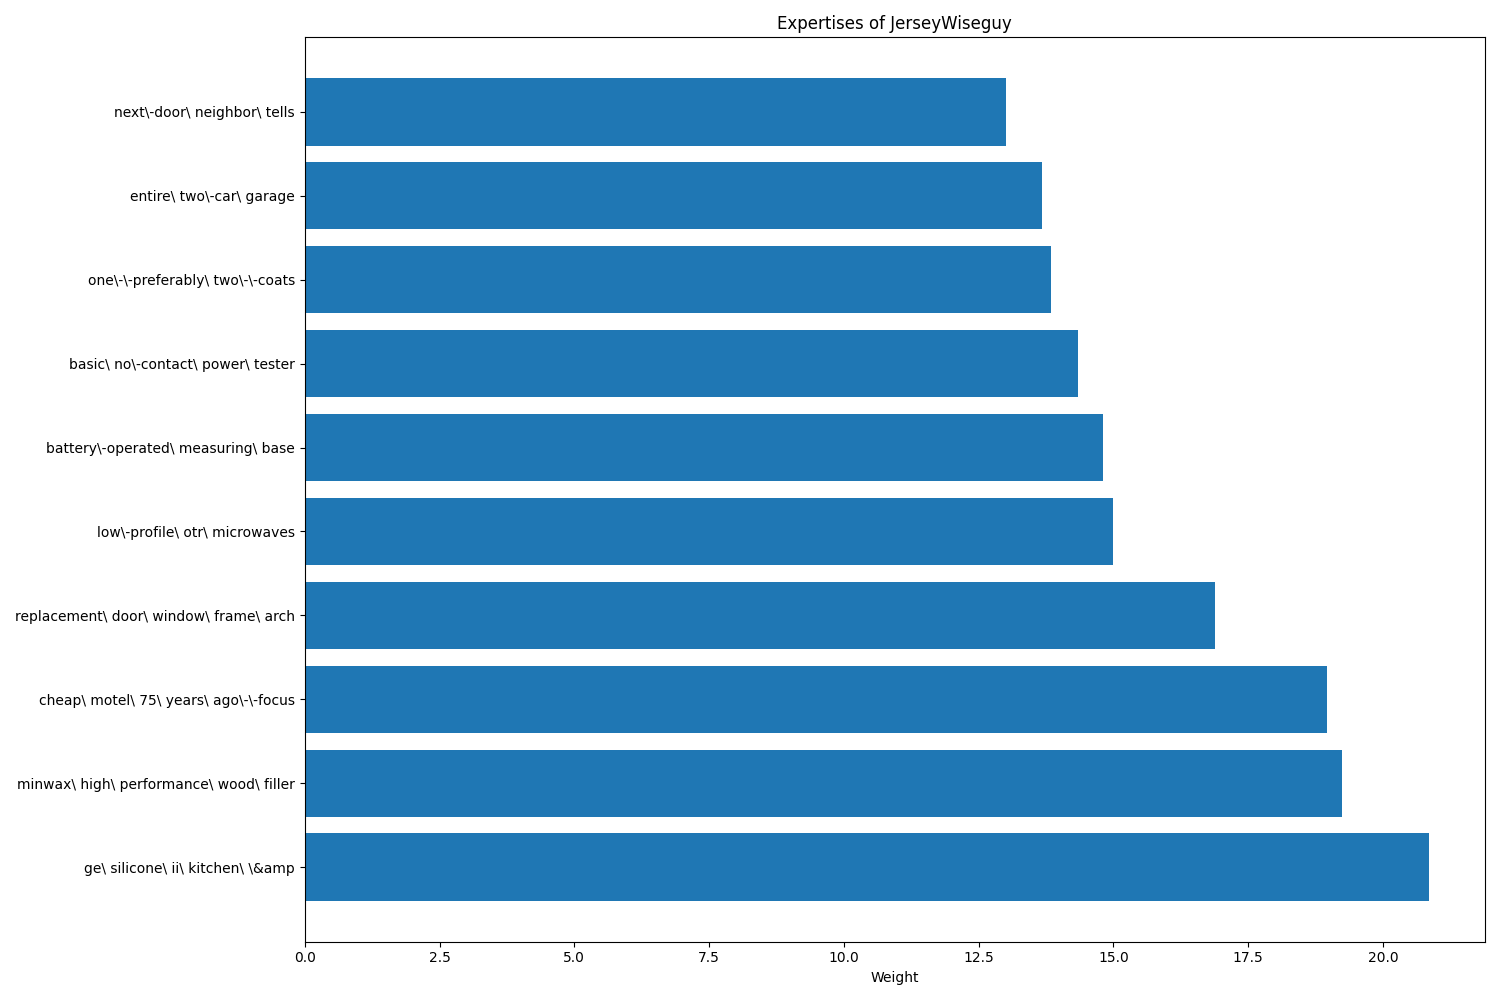 Expertises of JerseyWiseguy
next\-door\ neighbor\ tells
entire\ two\-car\ garage
one\-\-preferably\ two\-\-coats
basic\ no\-contact\ power\ tester
battery\-operated\ measuring\ base
low\-profile\ otr\ microwaves
replacement\ door\ window\ frame\ arch
cheap\ motel\ 75\ years\ ago\-\-focus
minwax\ high\ performance\ wood\ filler
ge\ silicone\ ii\ kitchen\ \&amp
0.0 2.5 5.0 7.5 10.0 12.5 15.0 17.5 20.0
Weight